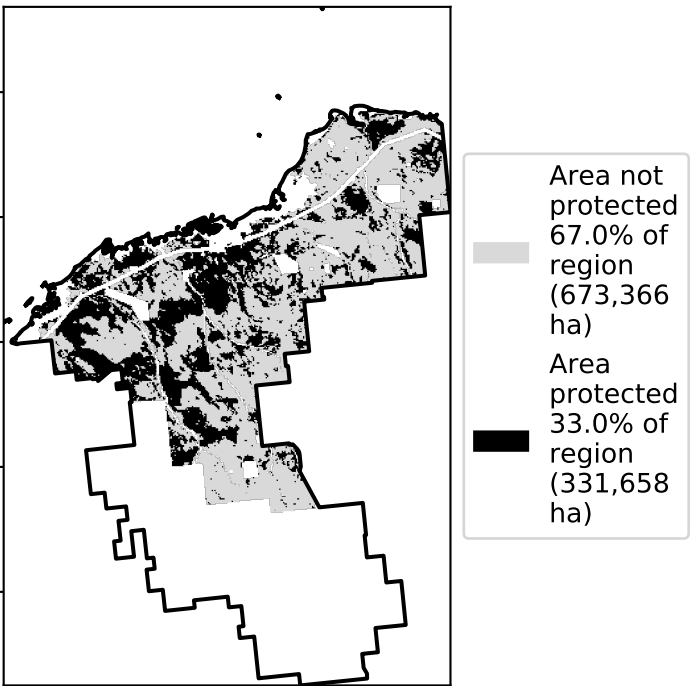 Area not
protected
67.0% of
region
(673,366
ha)
Area
protected
33.0% of
region
(331,658
ha)